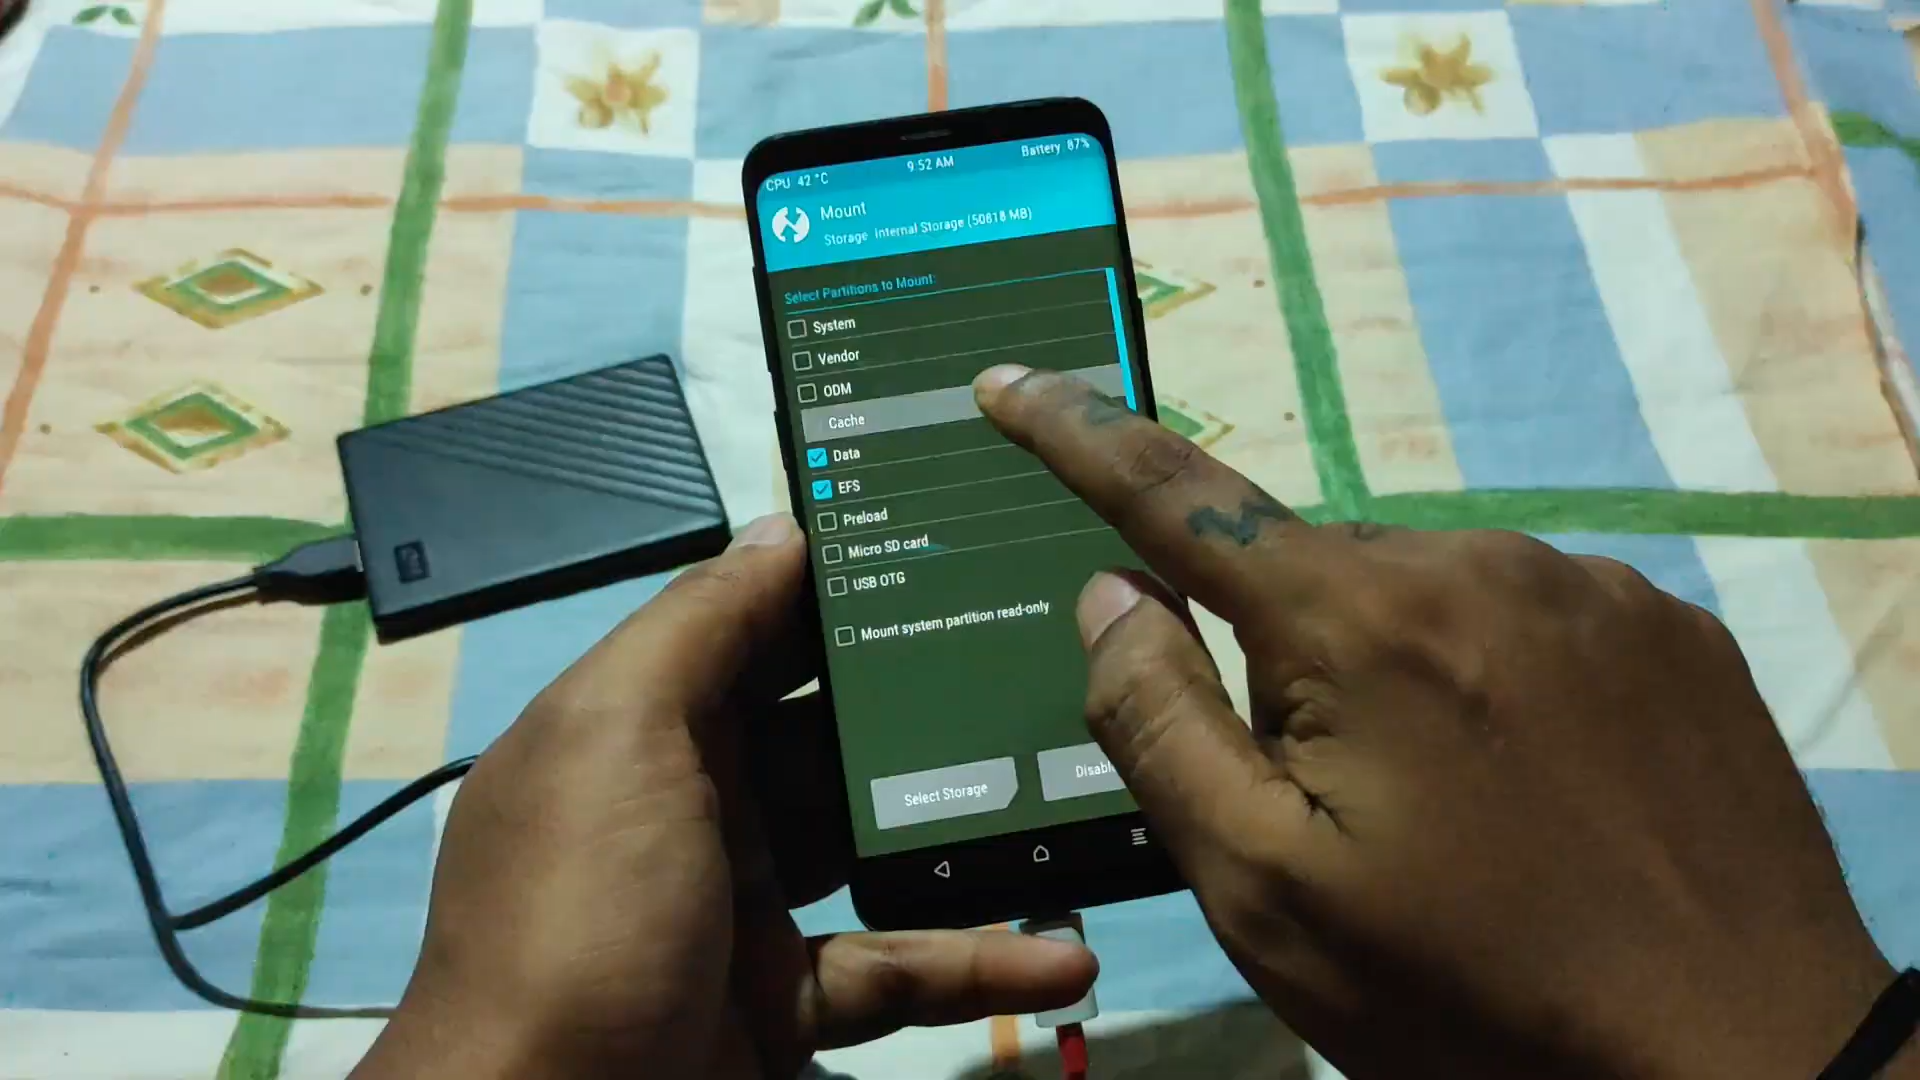 CPU 42 °C
9:52 AM
Battery 87%
Mount
Storage Internal Storage (50818 MB)
Select Partitions to Mount:
System
Vendor
ODM
Cache
Data
EFS
Preload
Micro SD card
USB OTG
Mount system partition read-only
Select Storage